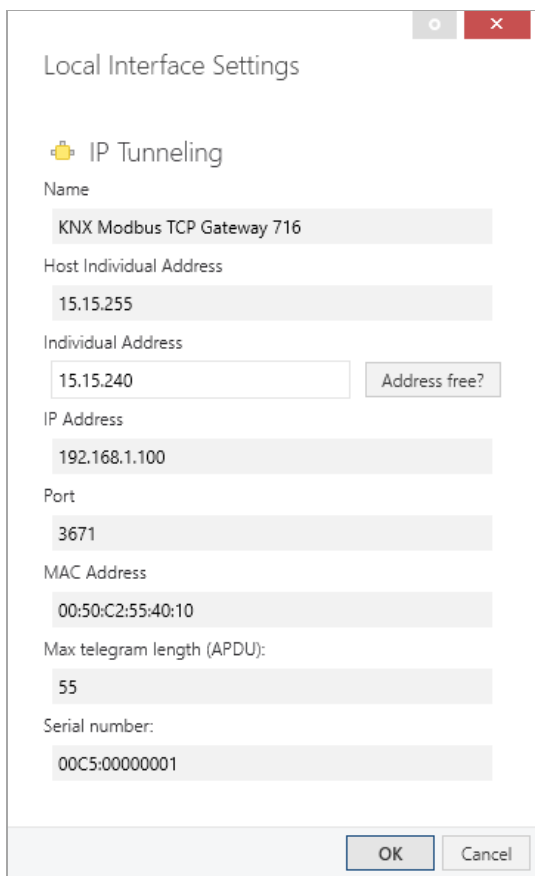 Local Interface Settings
IP Tunneling
Name
KNX Modbus TCP Gateway 716
Host Individual Address
15.15.255
Individual Address
15.15.240
Address free?
IP Address
192.168.1.100
Port
3671
MAC Address
00:50:C2:55:40:10
Max telegram length (APDU):
55
Serial number:
00C5:00000001
OK
Cancel